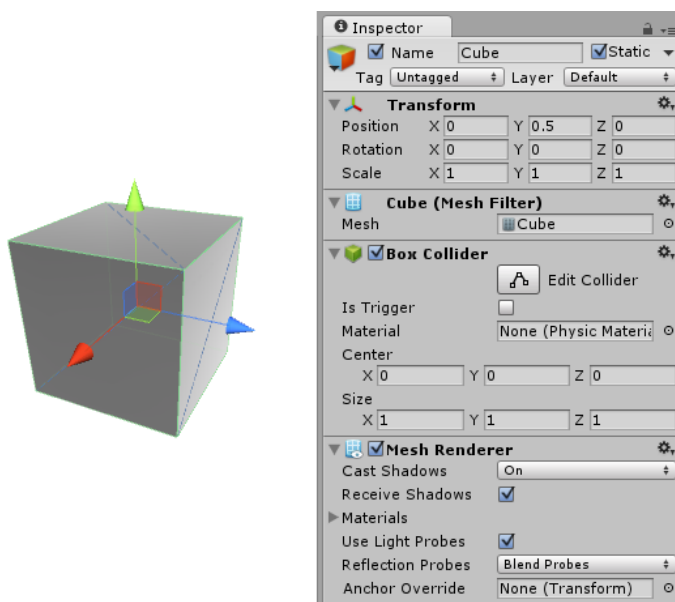 Inspector
Name Cube Static
Tag Untagged Layer Default
Transform
Position X 0 Y 0.5 Z 0
Rotation X 0 Y 0 Z 0
Scale X 1 Y 1 Z 1
Cube (Mesh Filter)
Mesh Cube
Box Collider
Edit Collider
Is Trigger
Material None (Physic Materia
Center
X 0 Y 0 Z 0
Size
X 1 Y 1 Z 1
Mesh Renderer
Cast Shadows On
Receive Shadows
Materials
Use Light Probes
Reflection Probes Blend Probes
Anchor Override None (Transform)